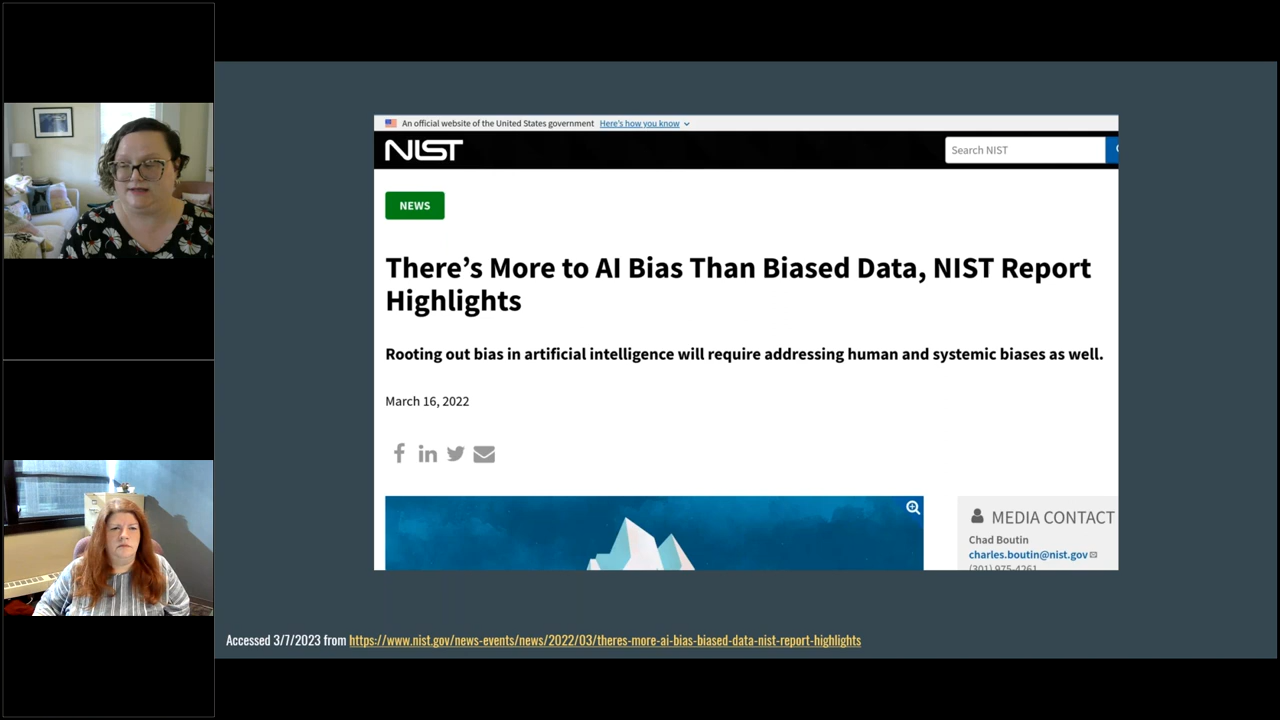 An official website of the United States government Here's how you know
NIST
Search NIST
NEWS
There's More to AI Bias Than Biased Data, NIST Report
Highlights
Rooting out bias in artificial intelligence will require addressing human and systemic biases as well.
March 16, 2022
MEDIA CONTACT
Chad Boutin
charles.boutin@nist.gov
(301) 975-4261
Accessed 3/7/2023 from https://www.nist.gov/news-events/news/2022/03/theres-more-ai-bias-biased-data-nist-report-highlights